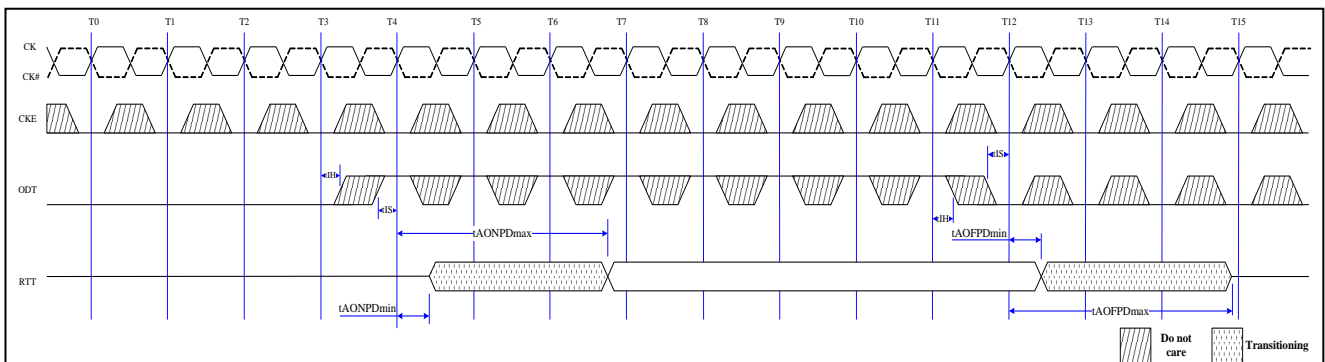 T0 T1 T2 T3 T4 T5 T6 T7 T8 T9 T10 T11 T12 T13 T14 T15
CK
CK#
CKE
tIS
ODT
tIH
tIS
tIH
tAONPDmax
tAOFPDmin
RTT
tAONPDmin
tAOFPDmax
Do not
care
Transitioning